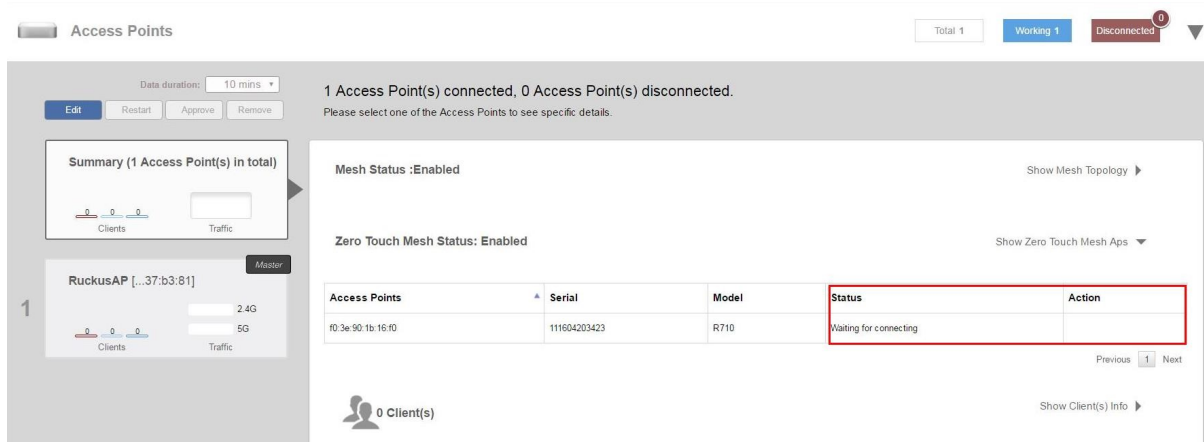 Access Points
Total 1
Working 1
Disconnected
0
Data duration: 10 mins
Edit Restart Approve Remove
1 Access Point(s) connected, 0 Access Point(s) disconnected.
Please select one of the Access Points to see specific details.
Summary (1 Access Point(s) in total)
0 0 0
Clients Traffic
Master
1
RuckusAP [...37:b3:81]
2.4G
5G
0 0 0
Clients Traffic
Mesh Status :Enabled
Show Mesh Topology
Zero Touch Mesh Status: Enabled
Show Zero Touch Mesh Aps
Access Points Serial Model Status Action
f0:3e:90:1b:16:f0 111604203423 R710 Waiting for connecting
Previous 1 Next
0 Client(s)
Show Client(s) Info